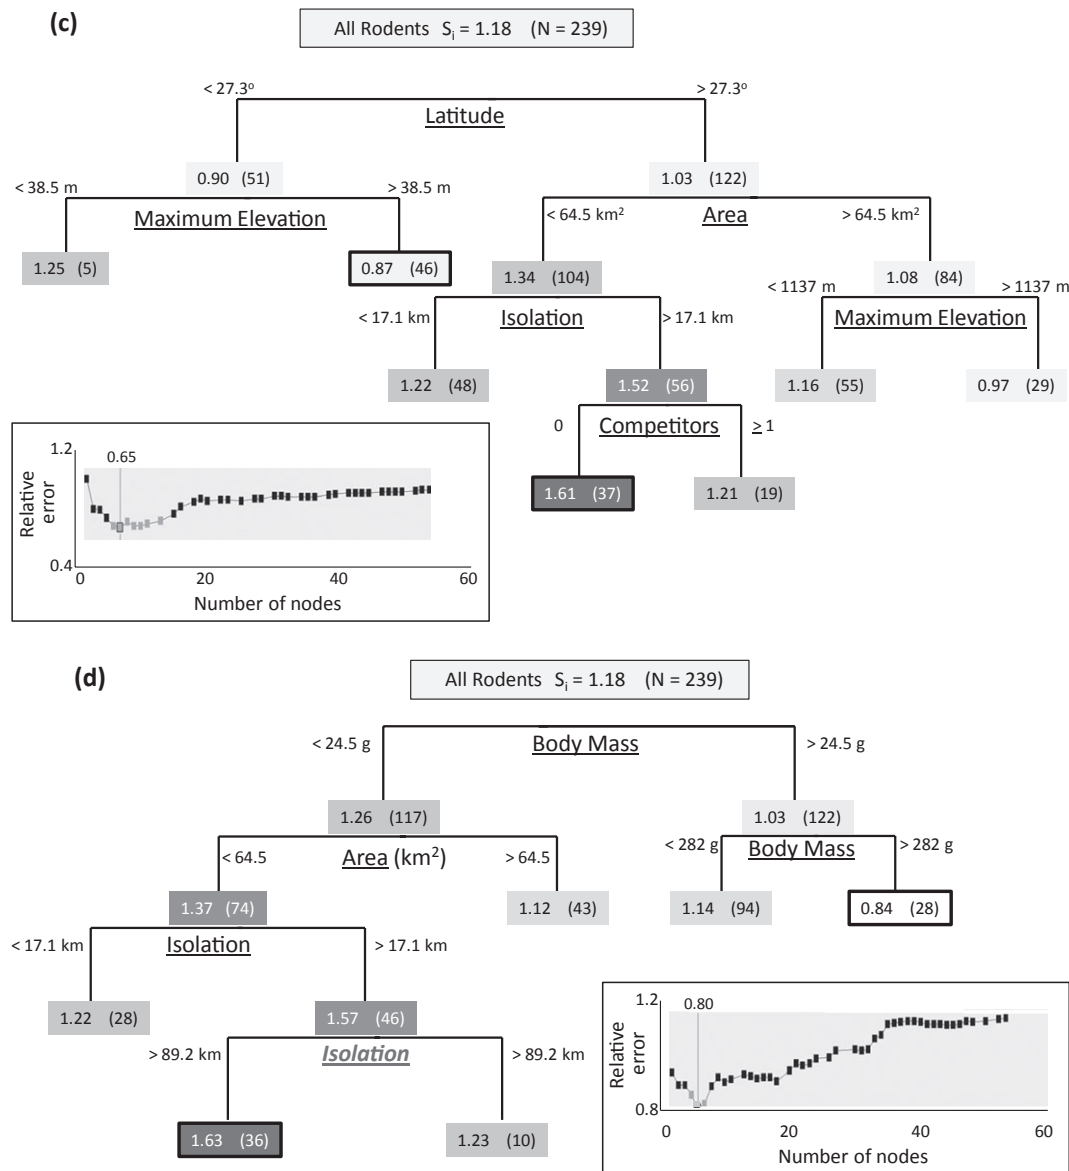 (c)
All Rodents Si = 1.18 (N = 239)
< 27.3o
> 27.3o
Latitude
0.90 (51)
1.03 (122)
< 38.5 m
> 38.5 m
Maximum Elevation
< 64.5 km2
Area
> 64.5 km2
1.25 (5)
0.87 (46)
1.34 (104)
1.08 (84)
< 17.1 km
Isolation
> 17.1 km
< 1137 m
> 1137 m
Maximum Elevation
1.22 (48)
1.52 (56)
1.16 (55)
0.97 (29)
0
Competitors
≥ 1
1.61 (37)
1.21 (19)
1.2
0.65
Relative error
0.4
0 20 40 60
Number of nodes
(d)
All Rodents Si = 1.18 (N = 239)
< 24.5 g
Body Mass
> 24.5 g
1.26 (117)
1.03 (122)
< 64.5
Area (km2)
> 64.5
< 282 g
Body Mass
> 282 g
1.37 (74)
1.12 (43)
1.14 (94)
0.84 (28)
< 17.1 km
Isolation
> 17.1 km
1.22 (28)
1.57 (46)
> 89.2 km
Isolation
> 89.2 km
1.63 (36)
1.23 (10)
1.2
0.80
Relative error
0.8
0 20 40 60
Number of nodes